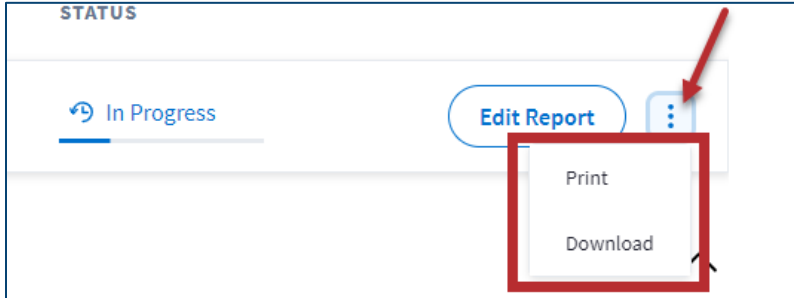 STATUS
In Progress
Edit Report
Print
Download